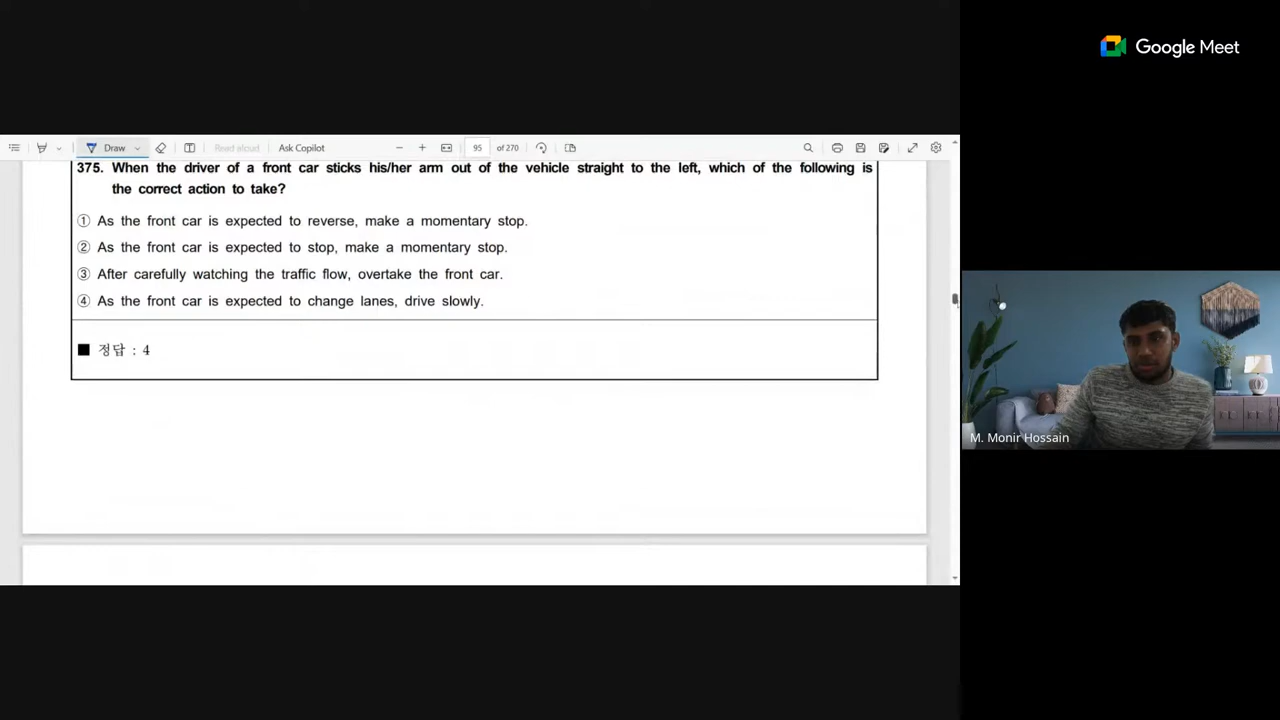 Google Meet
Draw
Read aloud
Ask Copilot
95
of 270
375. When the driver of a front car sticks his/her arm out of the vehicle straight to the left, which of the following is
the correct action to take?
① As the front car is expected to reverse, make a momentary stop.
② As the front car is expected to stop, make a momentary stop.
③ After carefully watching the traffic flow, overtake the front car.
④ As the front car is expected to change lanes, drive slowly.
■ 정답 : 4
M. Monir Hossain